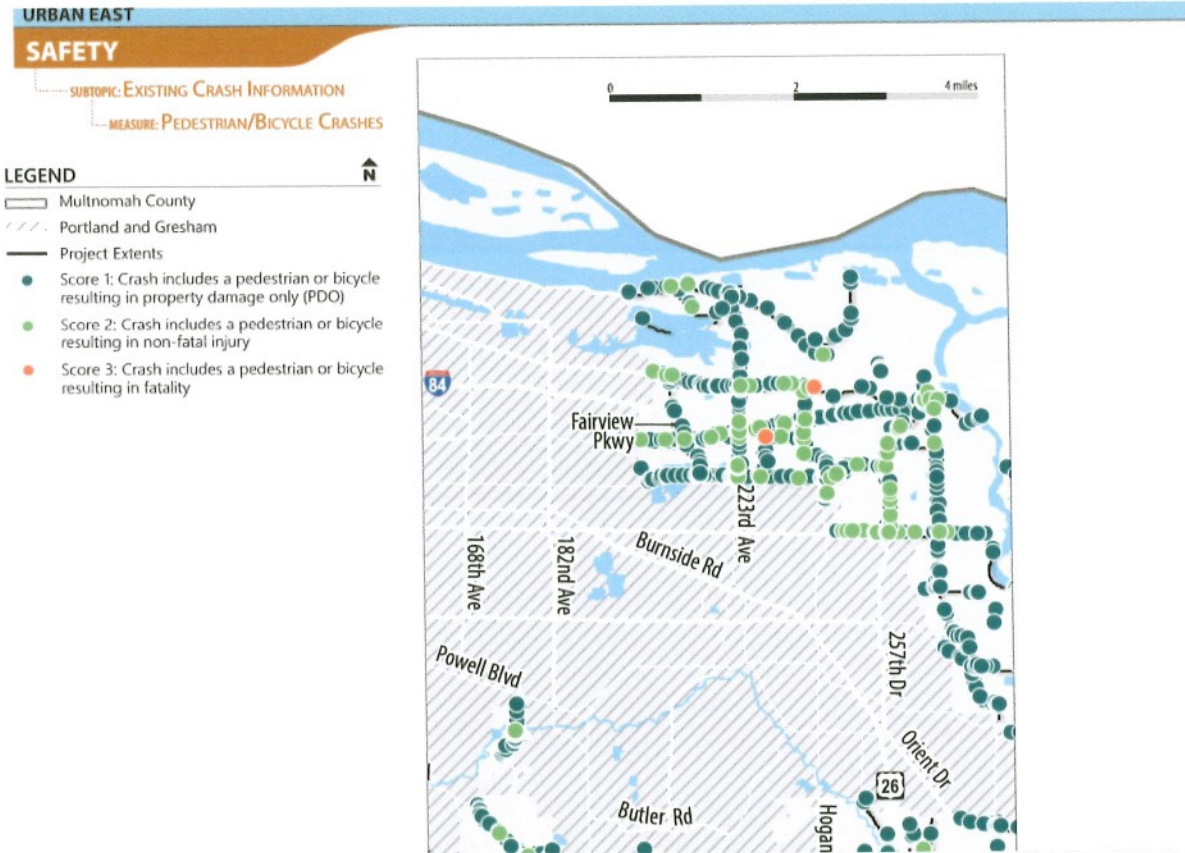 URBAN EAST
SAFETY
SUBTOPIC: EXISTING CRASH INFORMATION
MEASURE: PEDESTRIAN/BICYCLE CRASHES
LEGEND
N
Multnomah County
Portland and Gresham
Project Extents
Score 1: Crash includes a pedestrian or bicycle
resulting in property damage only (PDO)
Score 2: Crash includes a pedestrian or bicycle
resulting in non-fatal injury
Score 3: Crash includes a pedestrian or bicycle
resulting in fatality
0 2 4 miles
84
Fairview
Pkwy
223rd Ave
Burnside Rd
168th Ave
182nd Ave
257th Dr
Powell Blvd
Orient Dr
26
Butler Rd
Hogan